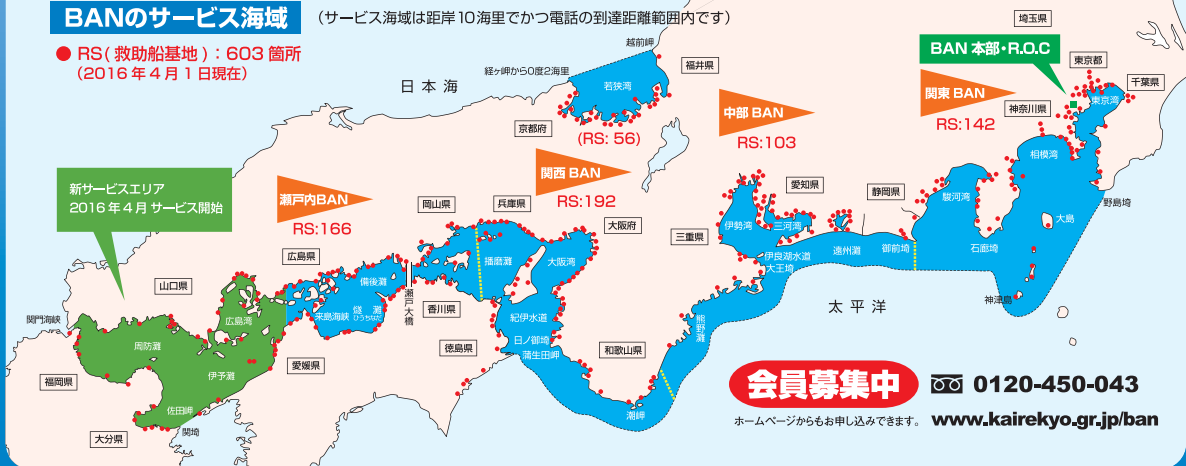 BANのサービス海域
(サービス海域は距岸10海里でかつ電話の到達距離範囲内です)
● RS(救助船基地):603箇所
(2016年4月1日現在)
日本海
経ヶ岬から0度2海里
越前岬
若狭湾
福井県
京都府
(RS: 56)
埼玉県
BAN 本部・R.O.C
東京都
千葉県
東京湾
神奈川県
関東 BAN
RS:142
中部 BAN
RS:103
関西 BAN
RS:192
瀬戸内BAN
RS:166
新サービスエリア
2016年4月 サービス開始
相模湾
野島埼
大島
駿河湾
石廊埼
神津島
静岡県
愛知県
伊勢湾
三河湾
三重県
伊良湖水道
大王埼
遠州灘
御前埼
太平洋
岡山県
兵庫県
大阪府
播磨灘
大阪湾
広島県
備後灘
来島海峡
燧灘
ひうちなだ
瀬戸大橋
香川県
紀伊水道
日ノ御埼
蒲生田岬
徳島県
和歌山県
熊野灘
潮岬
山口県
広島湾
関門海峡
周防灘
伊予灘
愛媛県
福岡県
佐田岬
関埼
大分県
会員募集中
0120-450-043
ホームページからもお申し込みできます。
www.kairekyo.gr.jp/ban